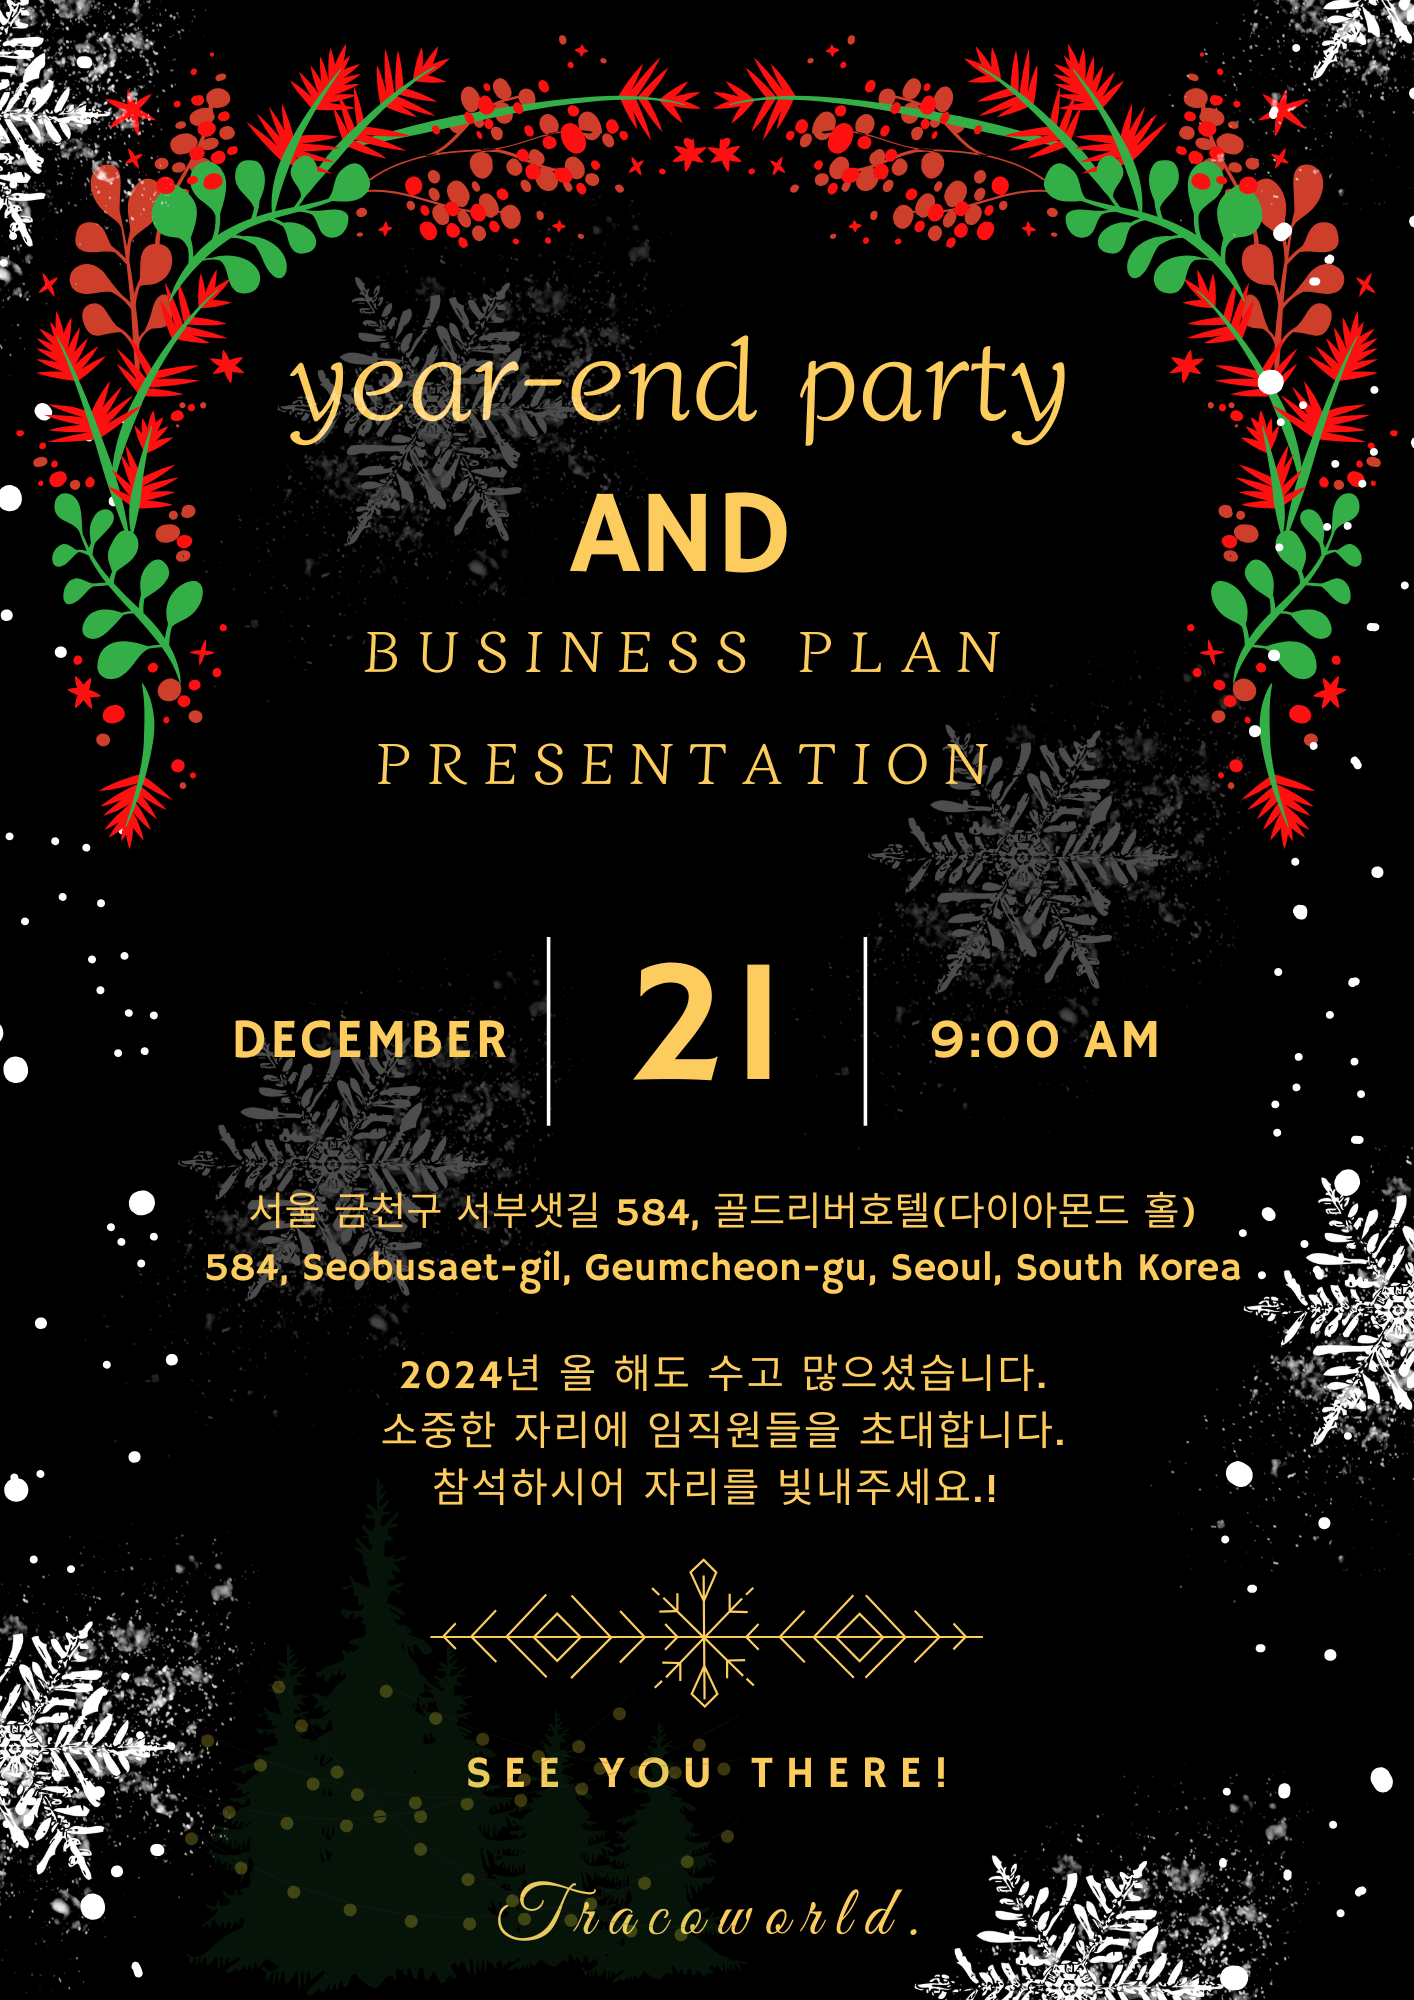 year-end party
AND
BUSINESS PLAN
PRESENTATION
DECEMBER
21
9:00 AM
서울 금천구 서부샛길 584, 골드리버호텔(다이아몬드 홀)
584, Seobusaet-gil, Geumcheon-gu, Seoul, South Korea
2024년 올 해도 수고 많으셨습니다.
소중한 자리에 임직원들을 초대합니다.
참석하시어 자리를 빛내주세요.!
SEE YOU THERE!
Tracoworld.